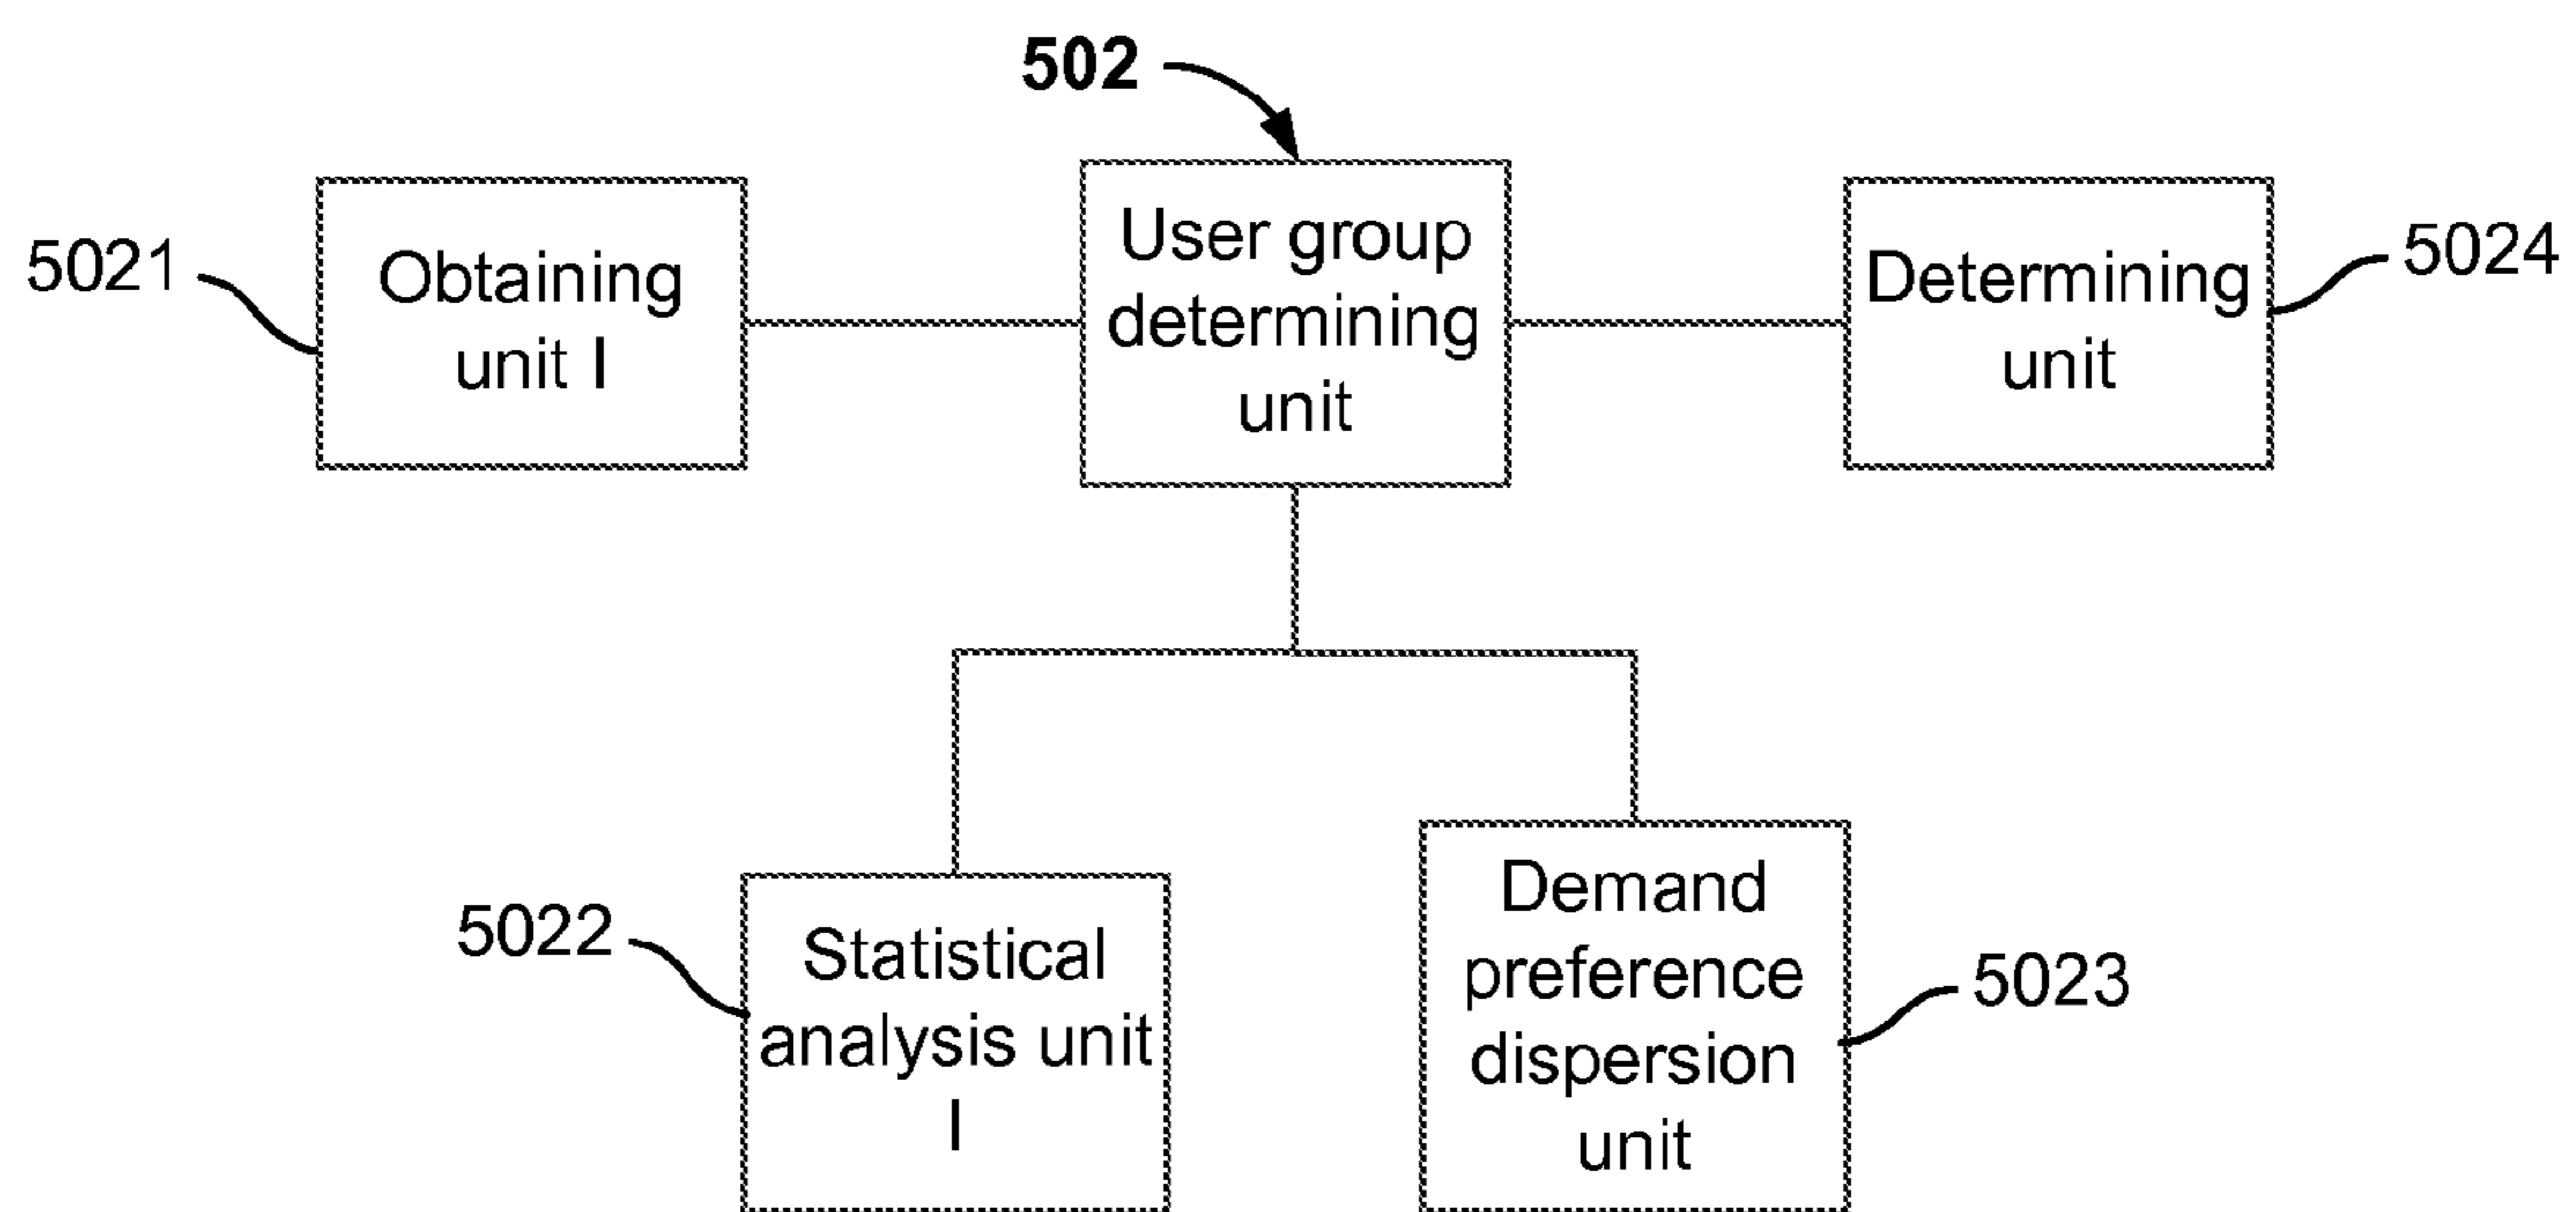 502
5021
Obtaining
unit I
User group
determining
unit
Determining
unit
5024
5022
Statistical
analysis unit
I
Demand
preference
dispersion
unit
5023